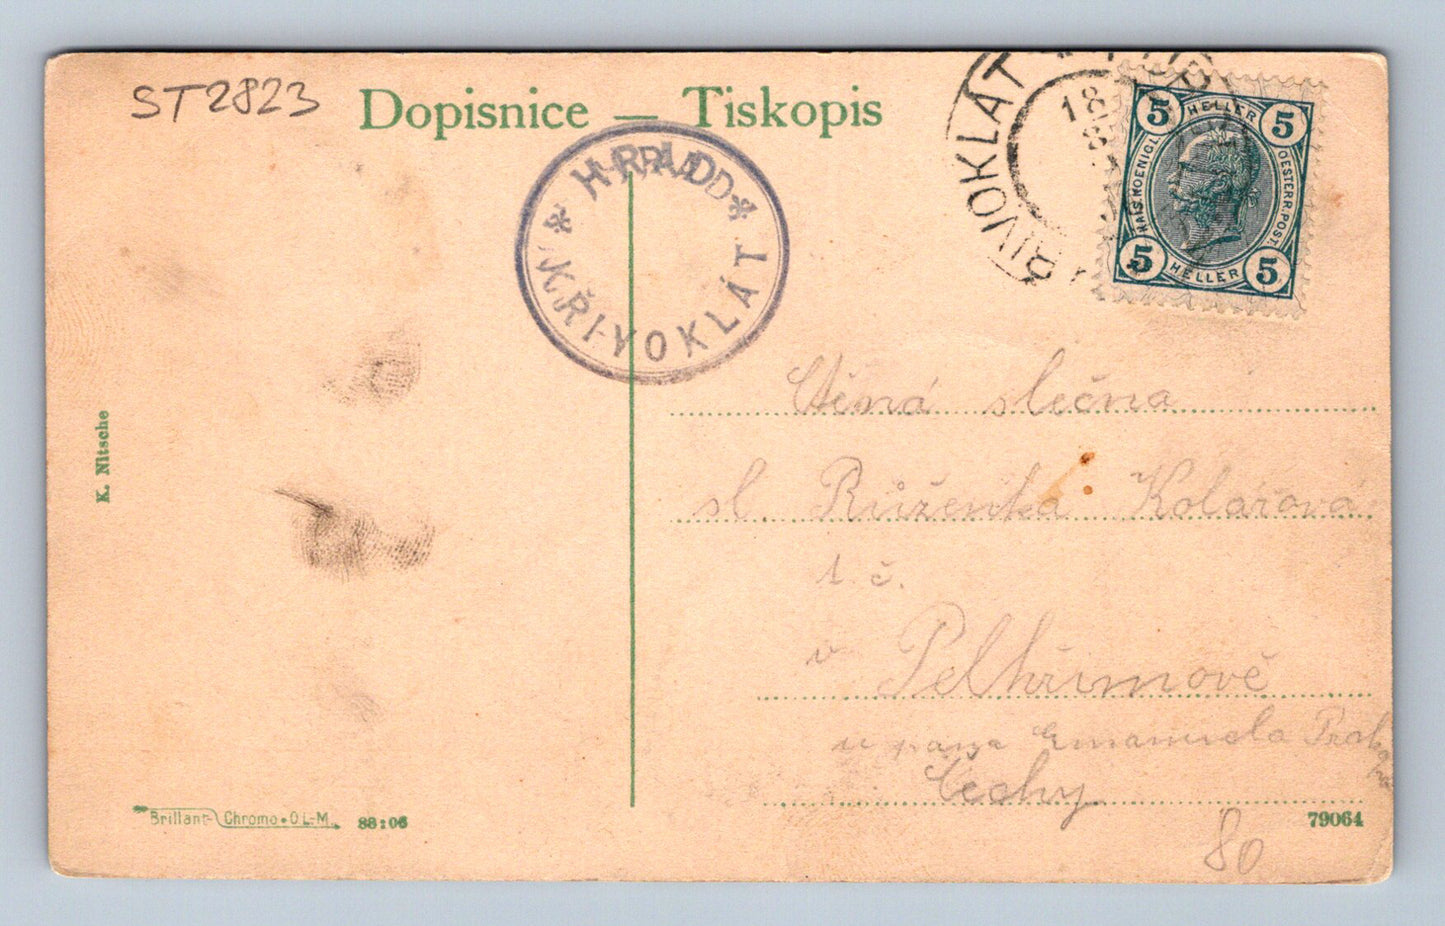 ST2823
Dopisnice — Tiskopis
* HRAD *
KŘIVOKLÁT
KŘIVOKLÁT
18
5 HELLER 5
KAIS. KOENIGL.
OESTERR. POST.
5 HELLER 5
K. Nitsche
Ctěná slečna
sl. Růženka Kolářová
t. č.
v Pelhřimově
u pana Emanuela
Čechy
Brillant-Chromo • O L-M.
88:06
79064
80